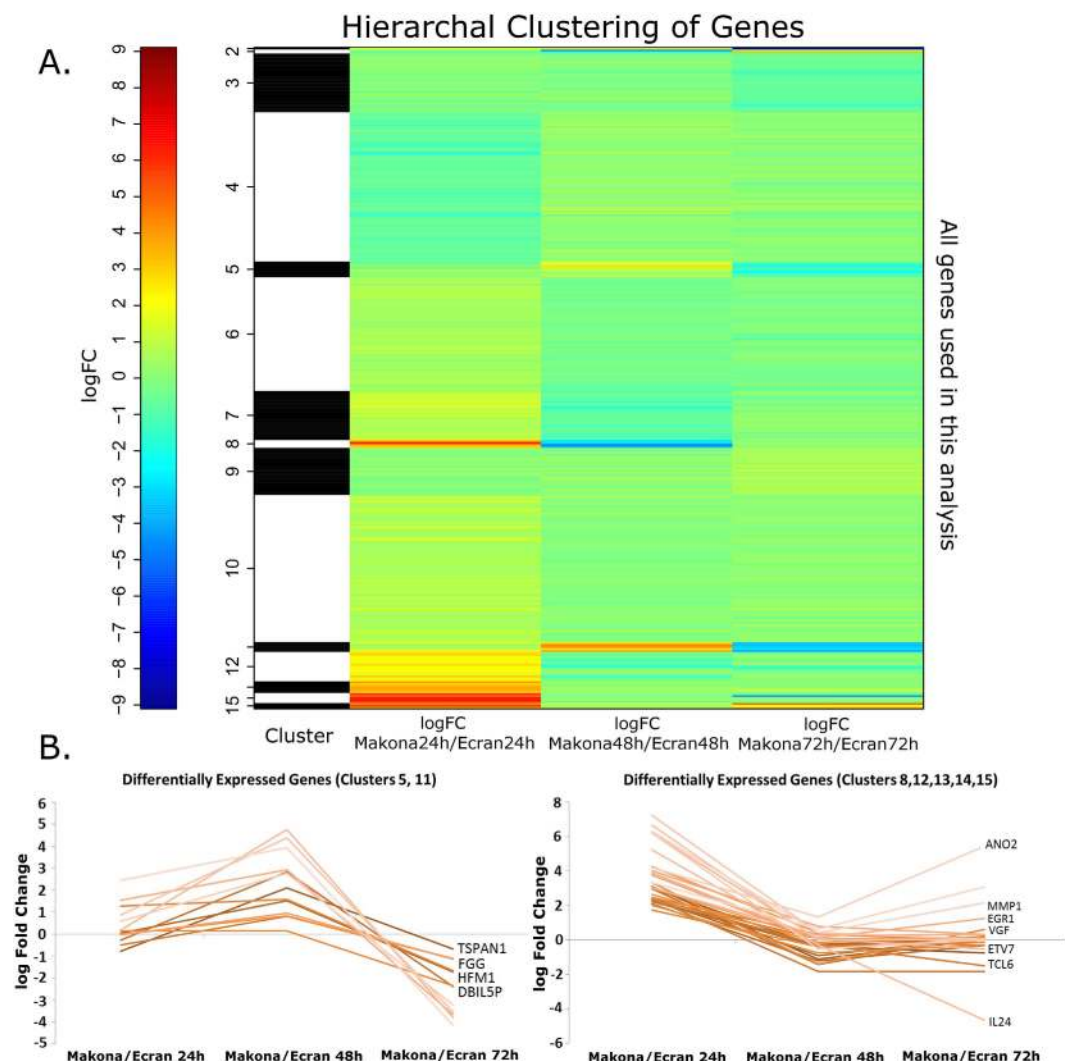 Hierarchal Clustering of Genes
A.
9
8
7
6
5
4
3
2
1
0
−1
−2
−3
−4
−5
−6
−7
−8
−9
logFC
2
3
4
5
6
7
8
9
10
12
15
All genes used in this analysis
Cluster
logFC
Makona24h/Ecran24h
logFC
Makona48h/Ecran48h
logFC
Makona72h/Ecran72h
B.
Differentially Expressed Genes (Clusters 5, 11)
log Fold Change
6
5
4
3
2
1
0
-1
-2
-3
-4
-5
TSPAN1
FGG
HFM1
DBIL5P
Makona/Ecran 24h
Makona/Ecran 48h
Makona/Ecran 72h
Differentially Expressed Genes (Clusters 8,12,13,14,15)
log Fold Change
8
6
4
2
0
-2
-4
-6
ANO2
MMP1
EGR1
VGF
ETV7
TCL6
IL24
Makona/Ecran 24h
Makona/Ecran 48h
Makona/Ecran 72h